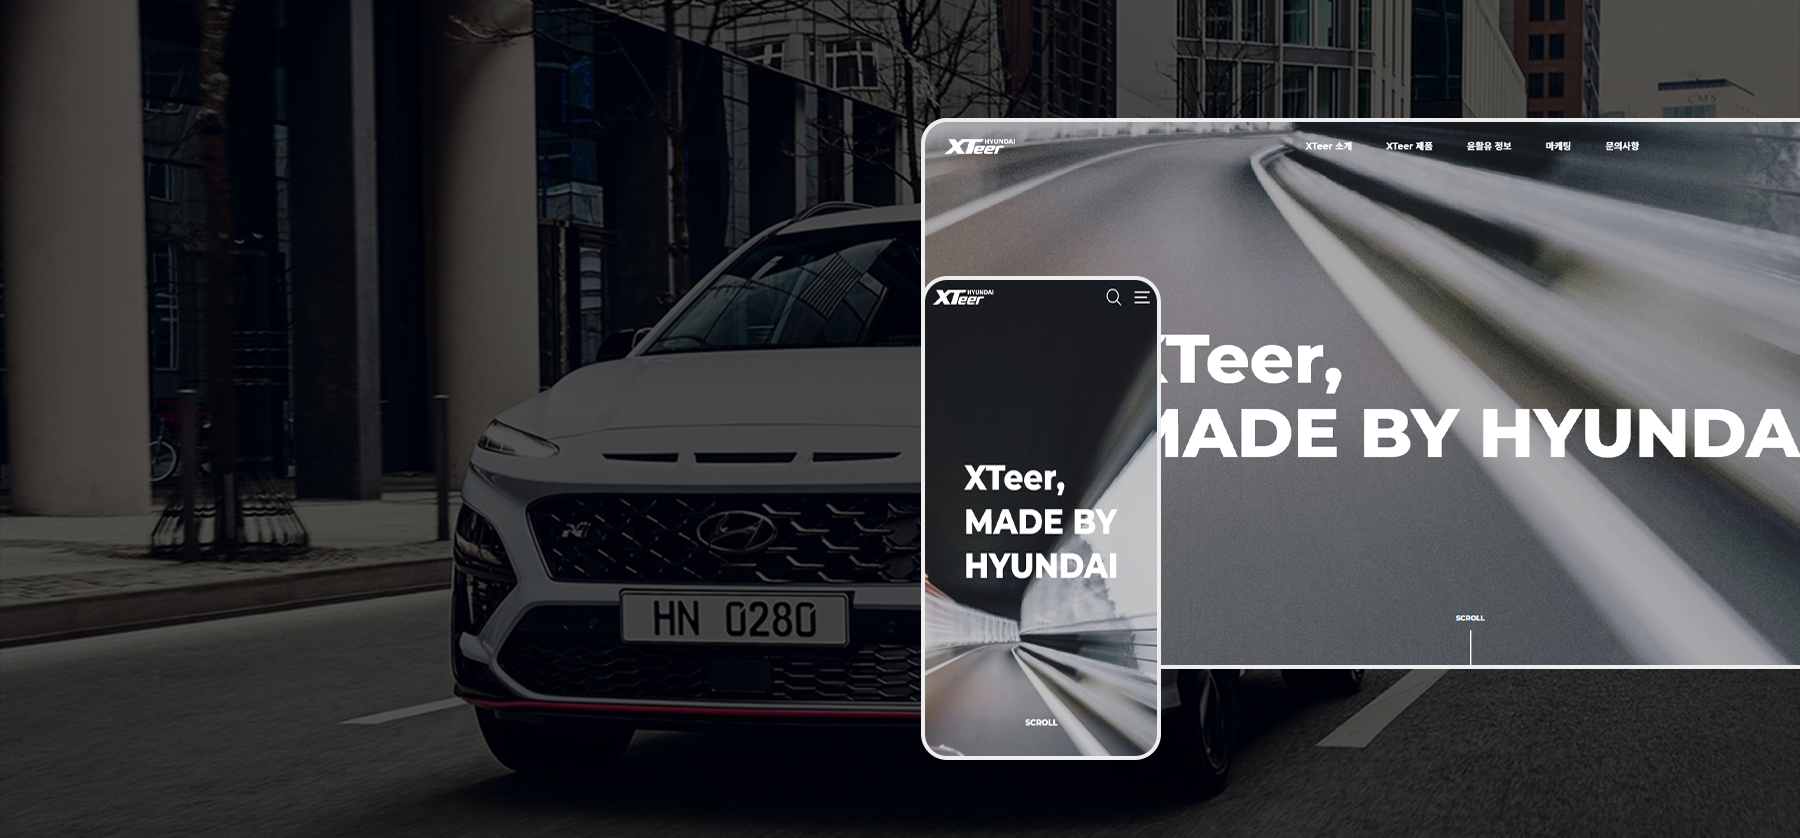 CMS
XTeer HYUNDAI
XTeer 소개 XTeer 제품 윤활유 정보 마케팅 문의사항
XTeer HYUNDAI
XTeer,
MADE BY HYUNDA
XTeer,
MADE BY
HYUNDAI
N
HN 0280
SCROLL
SCROLL